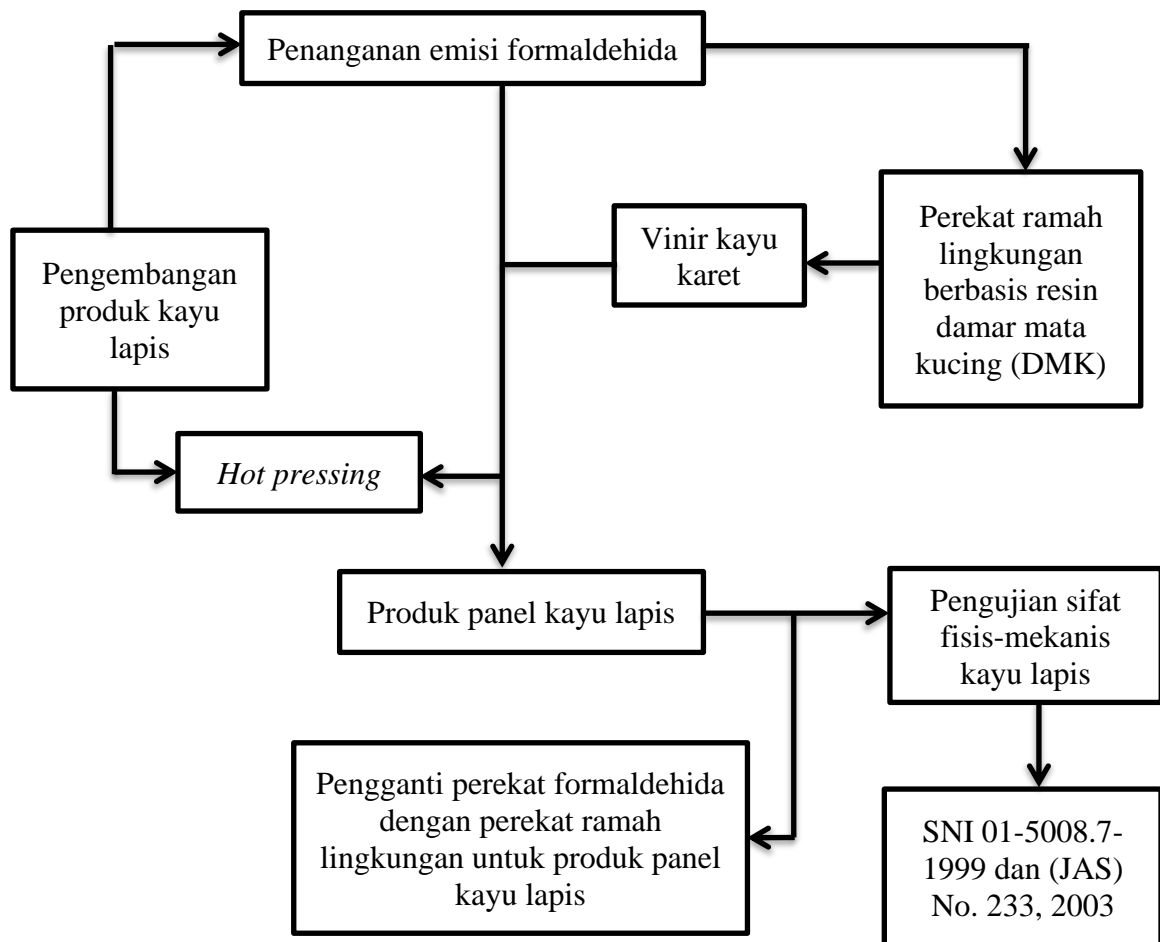 Penanganan emisi formaldehida
Pengembangan
produk kayu
lapis
Vinir kayu
karet
Perekat ramah
lingkungan
berbasis resin
damar mata
kucing (DMK)
Hot pressing
Produk panel kayu lapis
Pengujian sifat
fisis-mekanis
kayu lapis
Pengganti perekat formaldehida
dengan perekat ramah
lingkungan untuk produk panel
kayu lapis
SNI 01-5008.7-
1999 dan (JAS)
No. 233, 2003